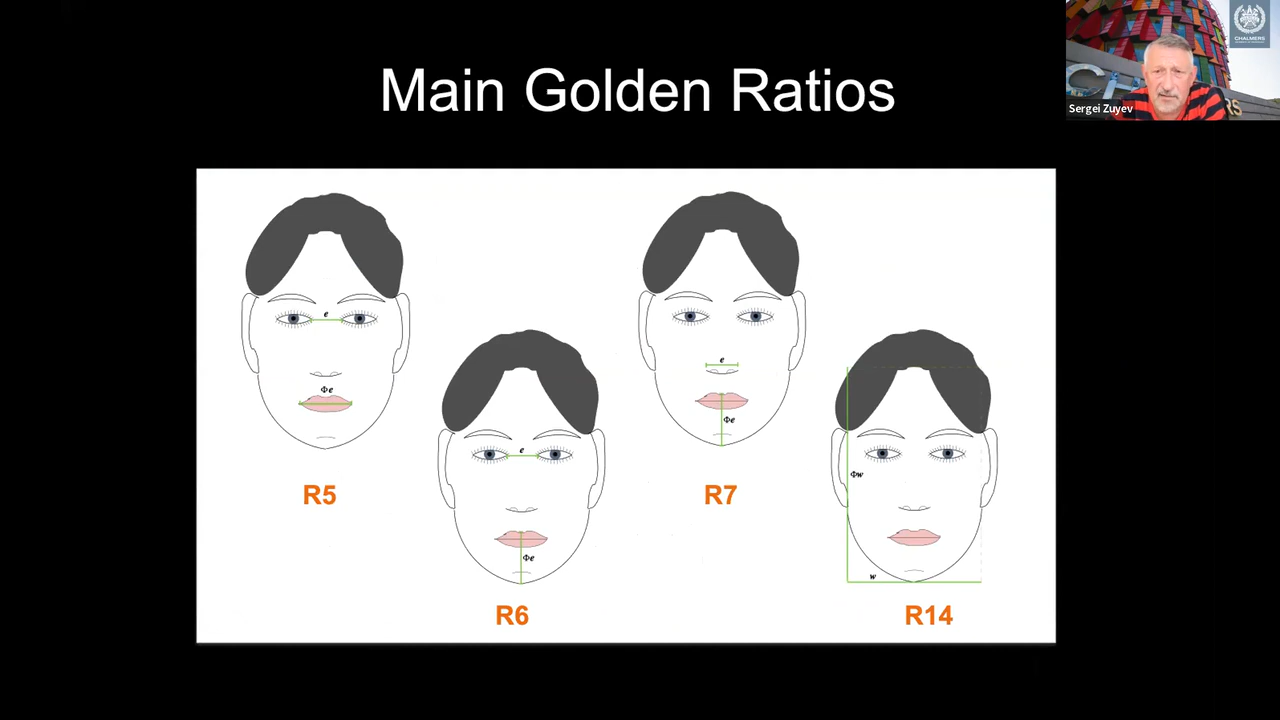 Main Golden Ratios
CHALMERS
Sergei Zuyev
e
Φe
R5
e
Φe
R6
e
Φe
R7
Φw
w
R14